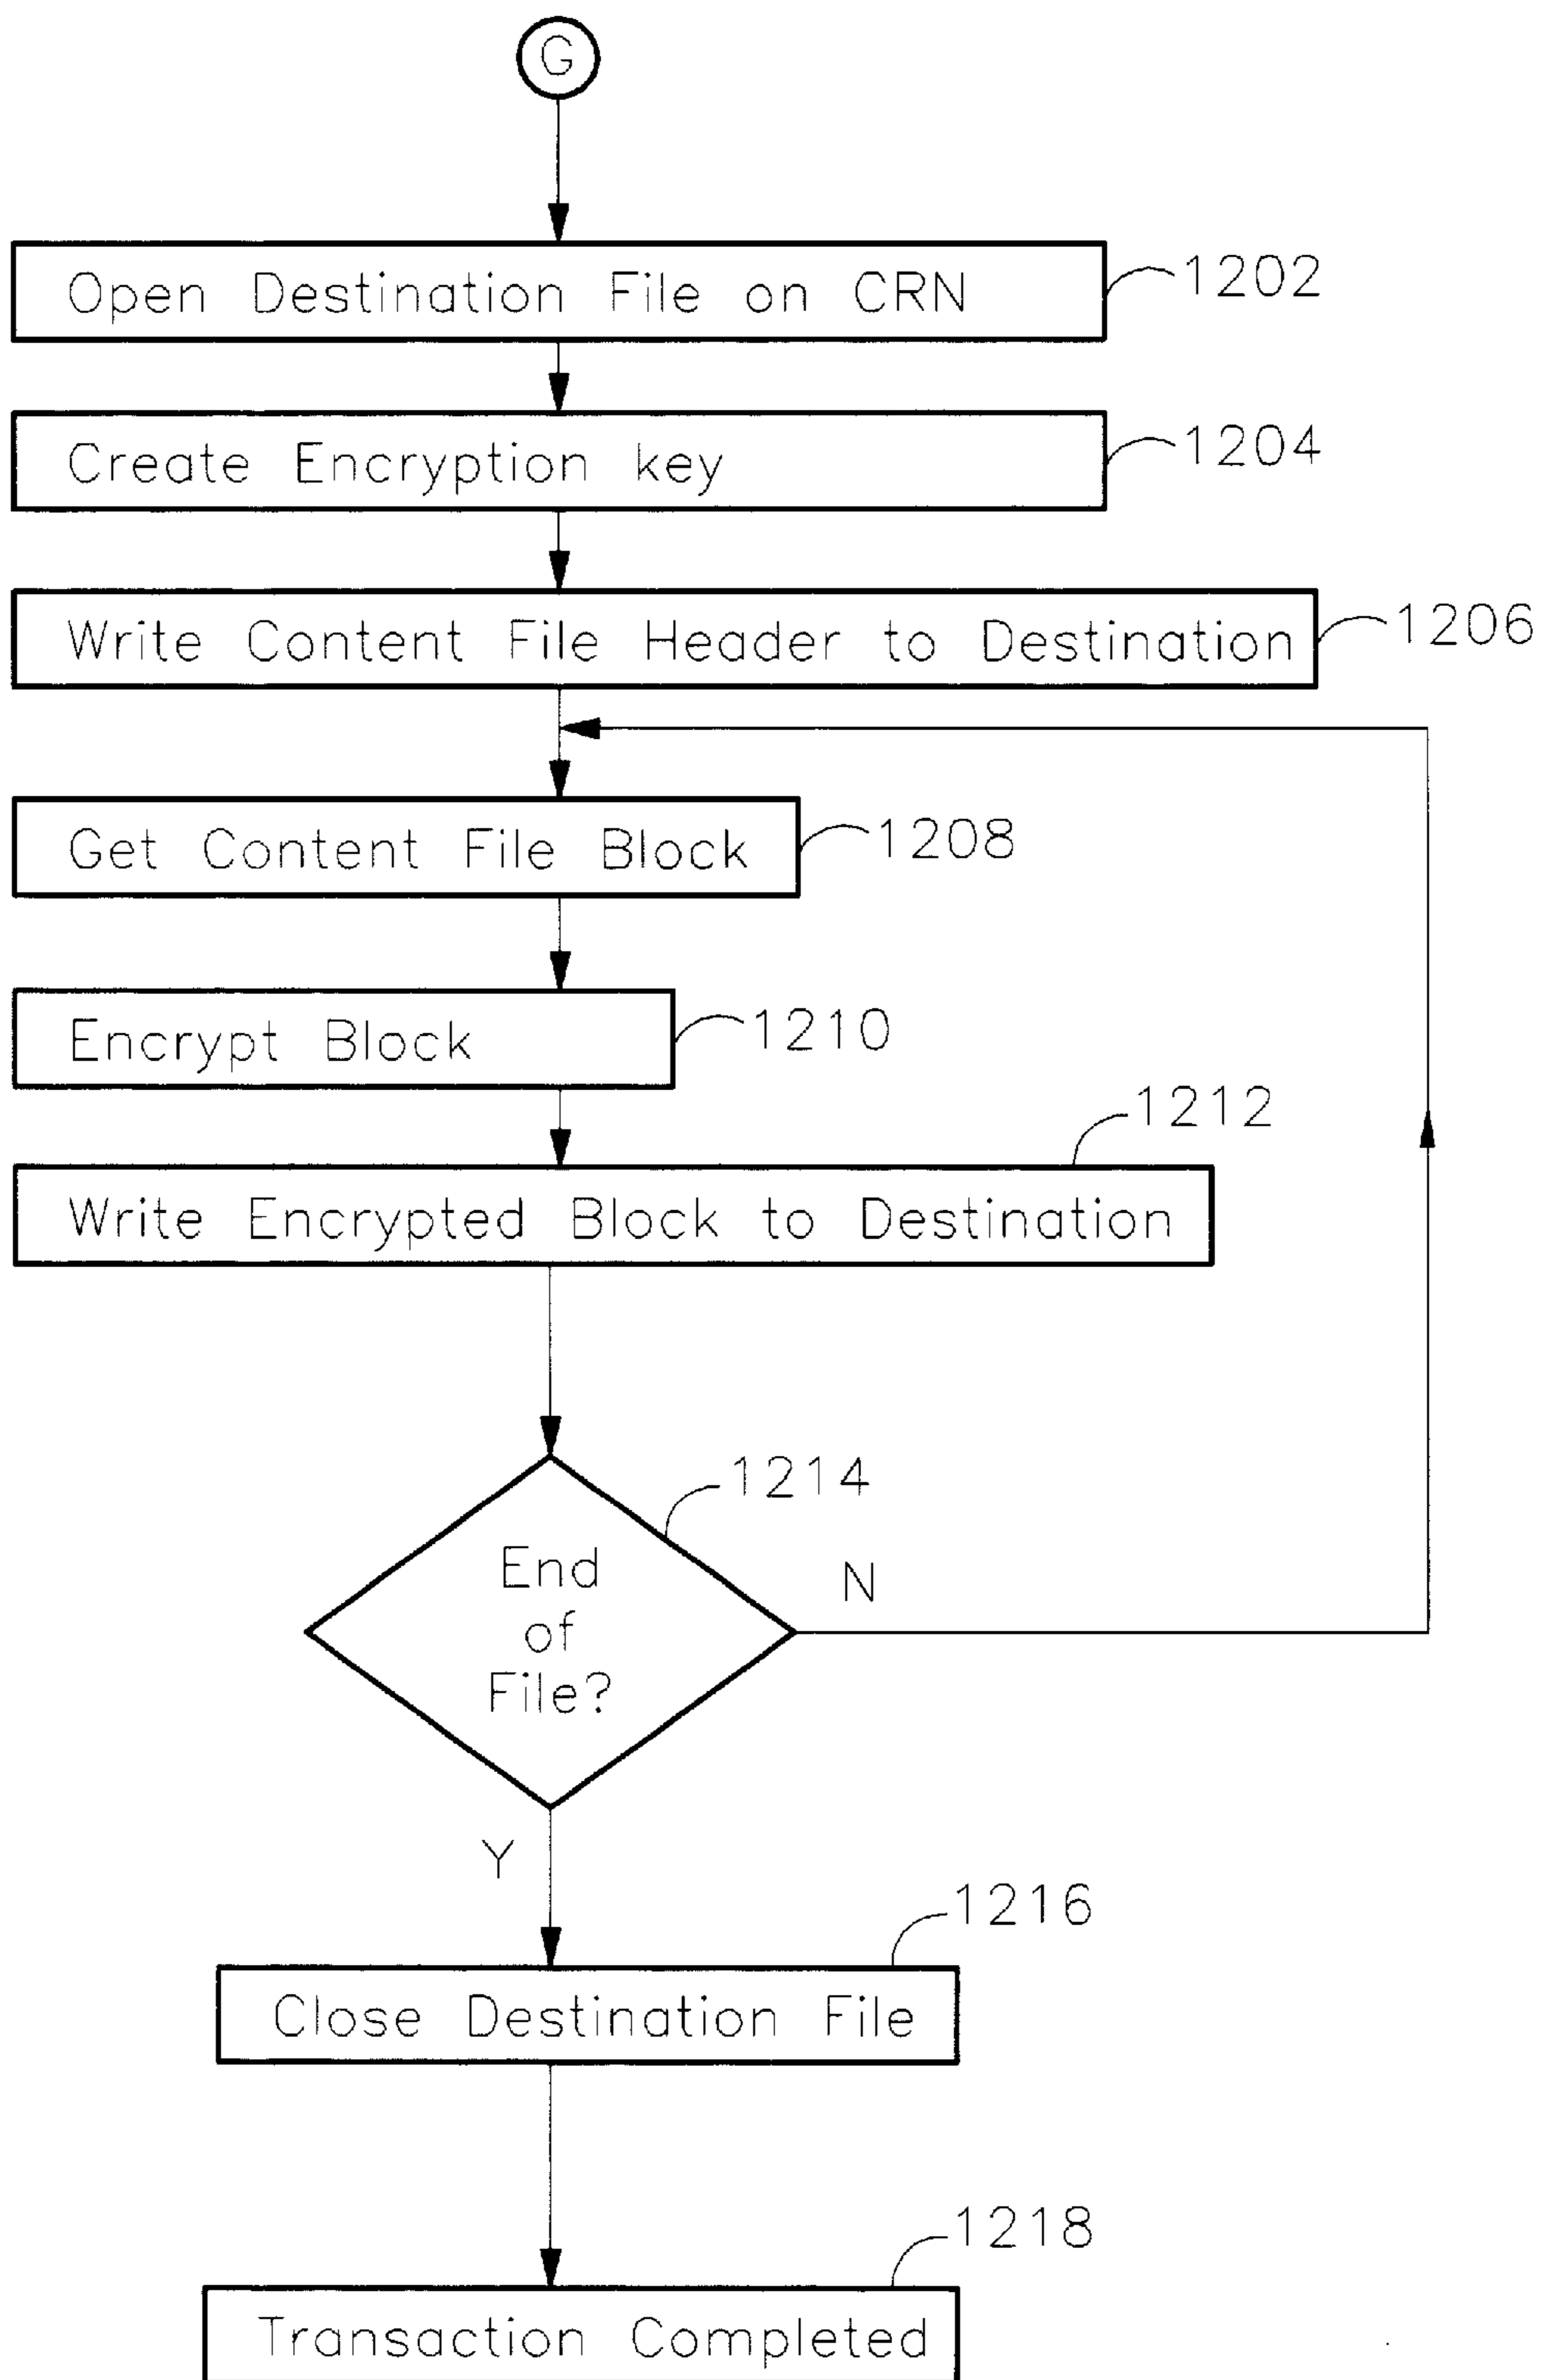 G
Open Destination File on CRN
1202
Create Encryption key
1204
Write Content File Header to Destination
1206
Get Content File Block
1208
Encrypt Block
1210
1212
Write Encrypted Block to Destination
1214
End
of
File?
N
Y
1216
Close Destination File
1218
Transaction Completed